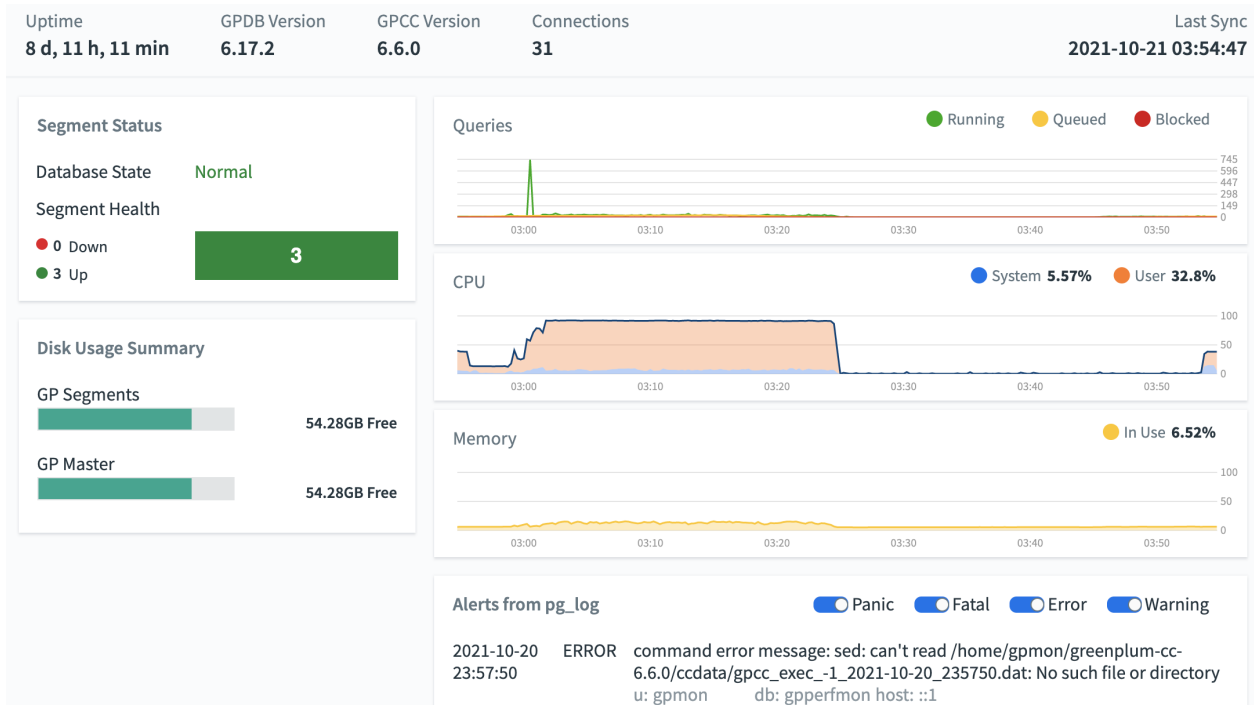 Uptime GPDB Version GPCC Version Connections Last Sync
8 d, 11 h, 11 min 6.17.2 6.6.0 31 2021-10-21 03:54:47
Segment Status
Database State Normal
Segment Health
0 Down
3 Up
3
Disk Usage Summary
GP Segments
54.28GB Free
GP Master
54.28GB Free
Queries Running Queued Blocked
745
596
447
298
149
0
03:00 03:10 03:20 03:30 03:40 03:50
CPU System 5.57% User 32.8%
100
50
0
03:00 03:10 03:20 03:30 03:40 03:50
Memory In Use 6.52%
100
50
0
03:00 03:10 03:20 03:30 03:40 03:50
Alerts from pg_log Panic Fatal Error Warning
2021-10-20 ERROR command error message: sed: can't read /home/gpmon/greenplum-cc-
23:57:50 6.6.0/ccdata/gpcc_exec_-1_2021-10-20_235750.dat: No such file or directory
u: gpmon db: gpperfmon host: ::1